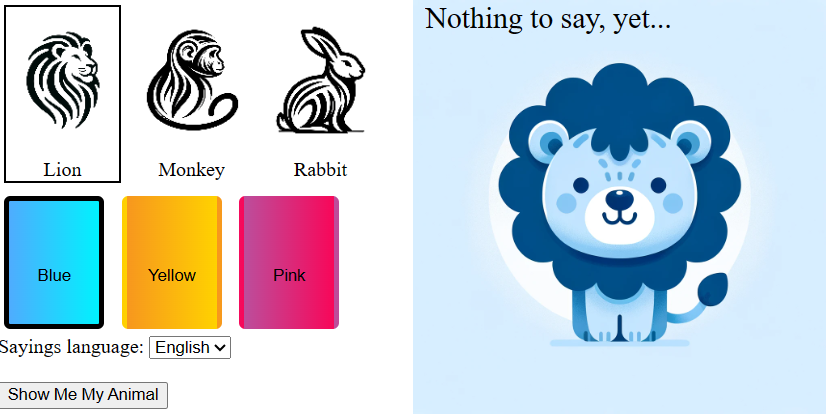 Nothing to say, yet...
Lion
Monkey
Rabbit
Blue
Yellow
Pink
Sayings language: English
Show Me My Animal